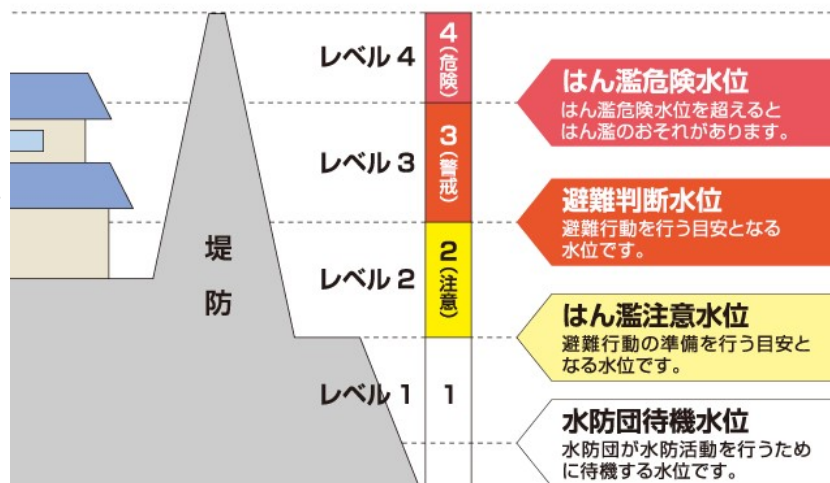 レベル 4
4
(危険)
はん濫危険水位
はん濫危険水位を超えると
はん濫のおそれがあります。
レベル 3
3
(警戒)
避難判断水位
避難行動を行う目安となる
水位です。
堤
防
レベル 2
2
(注意)
はん濫注意水位
避難行動の準備を行う目安と
なる水位です。
レベル 1
1
水防団待機水位
水防団が水防活動を行うため
に待機する水位です。